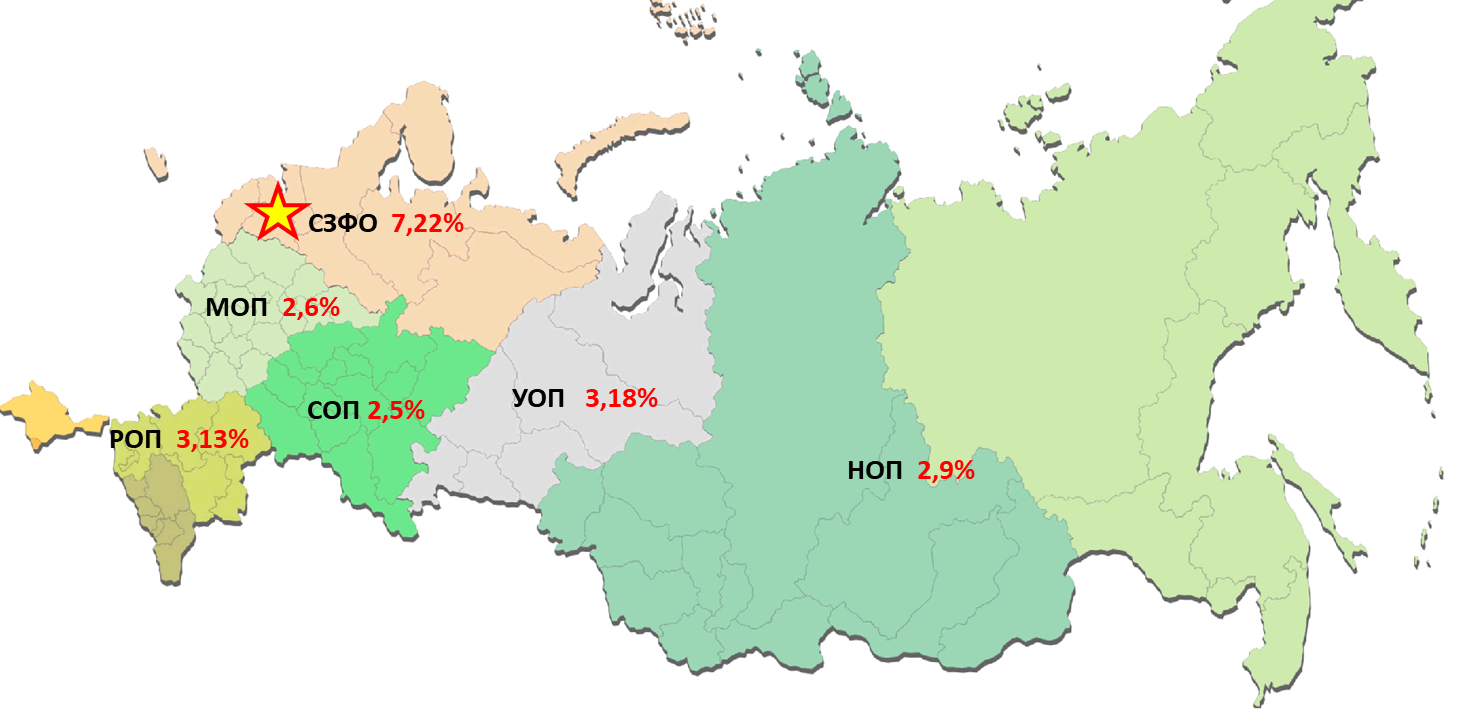 СЗФО 7,22%
МОП 2,6%
УОП 3,18%
СОП 2,5%
РОП 3,13%
НОП 2,9%